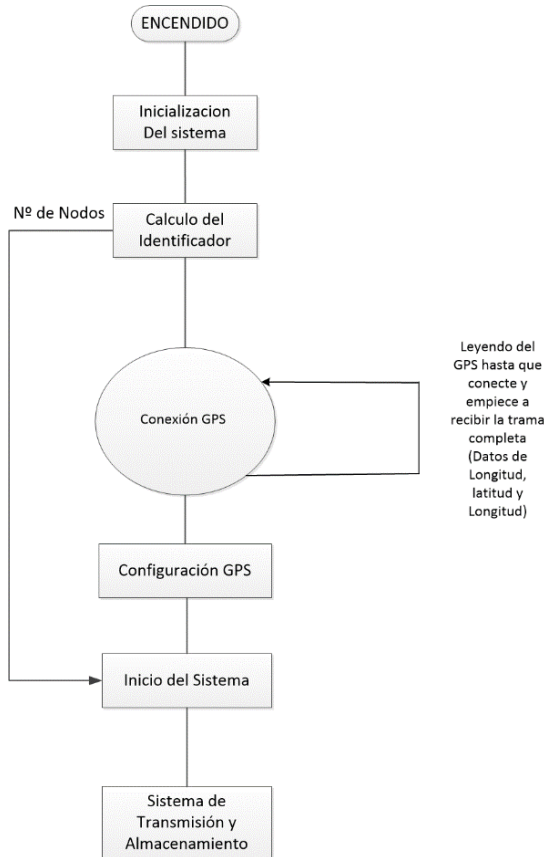 ENCENDIDO
Inicializacion
Del sistema
Nº de Nodos
Calculo del
Identificador
Conexión GPS
Leyendo del
GPS hasta que
conecte y
empiece a
recibir la trama
completa
(Datos de
Longitud,
latitud y
Longitud)
Configuración GPS
Inicio del Sistema
Sistema de
Transmisión y
Almacenamiento